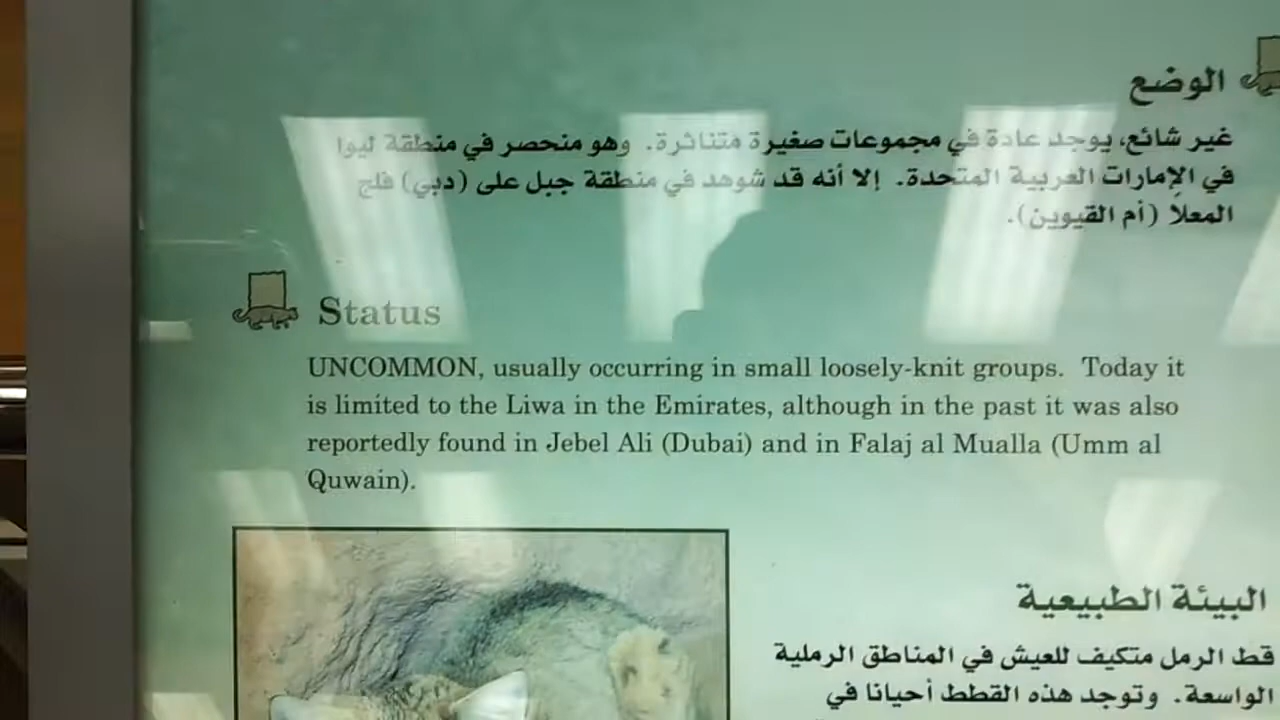 الوضع
غير شائع، يوجد عادة في مجموعات صغيرة متناثرة. وهو منحصر في منطقة ليوا
في الإمارات العربية المتحدة. إلا أنه قد شوهد في منطقة جبل على (دبي) فلج
المعلا (أم القيوين).
Status
UNCOMMON, usually occurring in small loosely-knit groups. Today it
is limited to the Liwa in the Emirates, although in the past it was also
reportedly found in Jebel Ali (Dubai) and in Falaj al Mualla (Umm al
Quwain).
البيئة الطبيعية
قط الرمل متكيف للعيش في المناطق الرملية
الواسعة. وتوجد هذه القطط أحيانا في